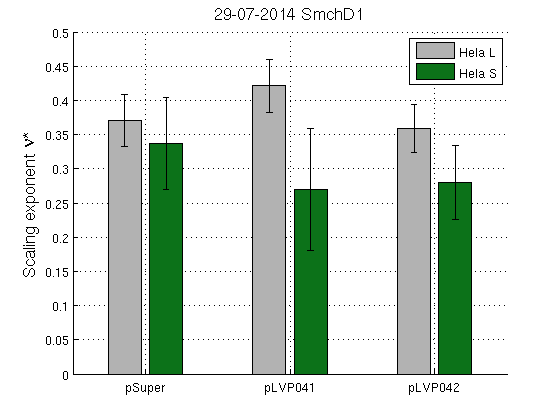 29-07-2014 SmchD1
Scaling exponent ν*
0.5
0.45
0.4
0.35
0.3
0.25
0.2
0.15
0.1
0.05
0
Hela L
Hela S
pSuper
pLVP041
pLVP042